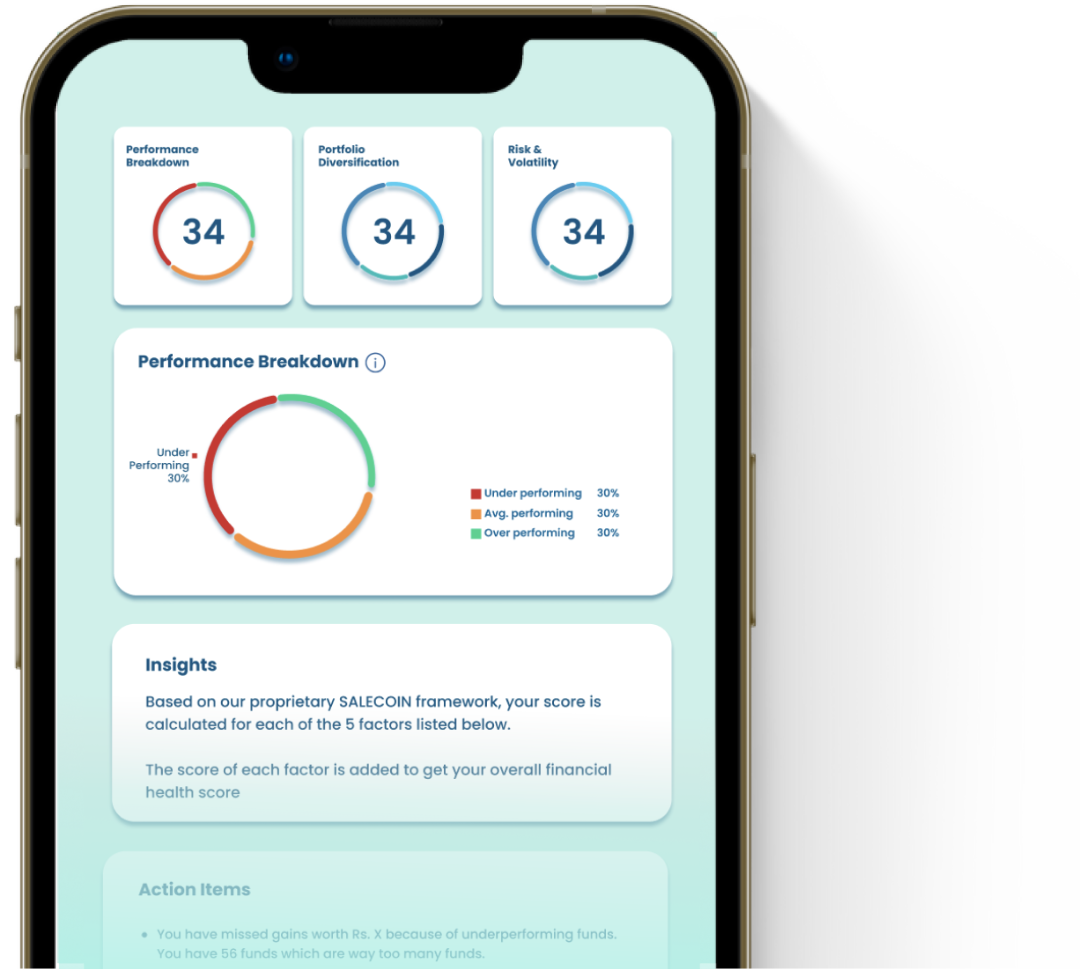 Performance
Breakdown
34
Portfolio
Diversification
34
Risk &
Volatility
34
Performance Breakdown i
Under
Performing
30%
Under performing 30%
Avg. performing 30%
Over performing 30%
Insights
Based on our proprietary SALECOIN framework, your score is
calculated for each of the 5 factors listed below.
The score of each factor is added to get your overall financial
health score
Action Items
• You have missed gains worth Rs. X because of underperforming funds.
You have 56 funds which are way too many funds.